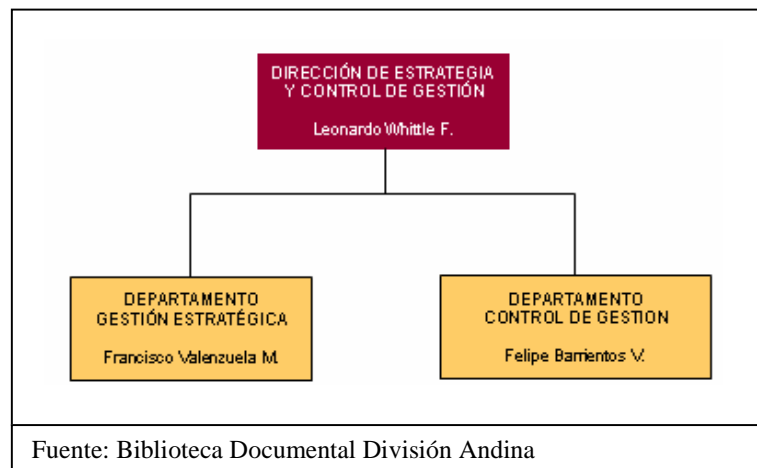 DIRECCIÓN DE ESTRATEGIA
Y CONTROL DE GESTIÓN
Leonardo Whittle F.
DEPARTAMENTO
GESTIÓN ESTRATÉGICA
Francisco Valenzuela M.
DEPARTAMENTO
CONTROL DE GESTION
Felipe Barrientos V.
Fuente: Biblioteca Documental División Andina